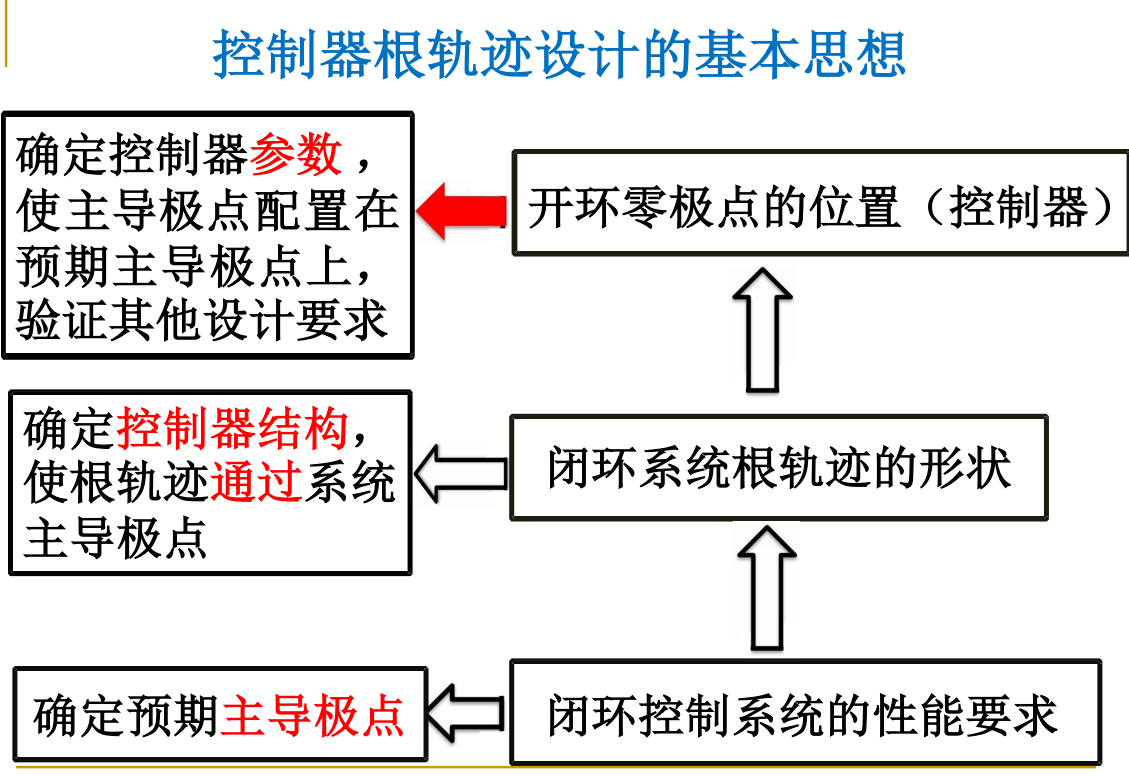 控制器根轨迹设计的基本思想
确定控制器参数，
使主导极点配置在
预期主导极点上，
验证其他设计要求
开环零极点的位置（控制器）
确定控制器结构，
使根轨迹通过系统
主导极点
闭环系统根轨迹的形状
确定预期主导极点
闭环控制系统的性能要求